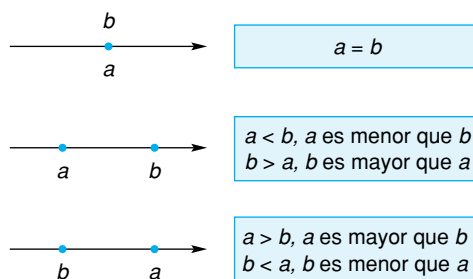 b
a
a = b
a b
a < b, a es menor que b
b > a, b es mayor que a
b a
a > b, a es mayor que b
b < a, b es menor que a